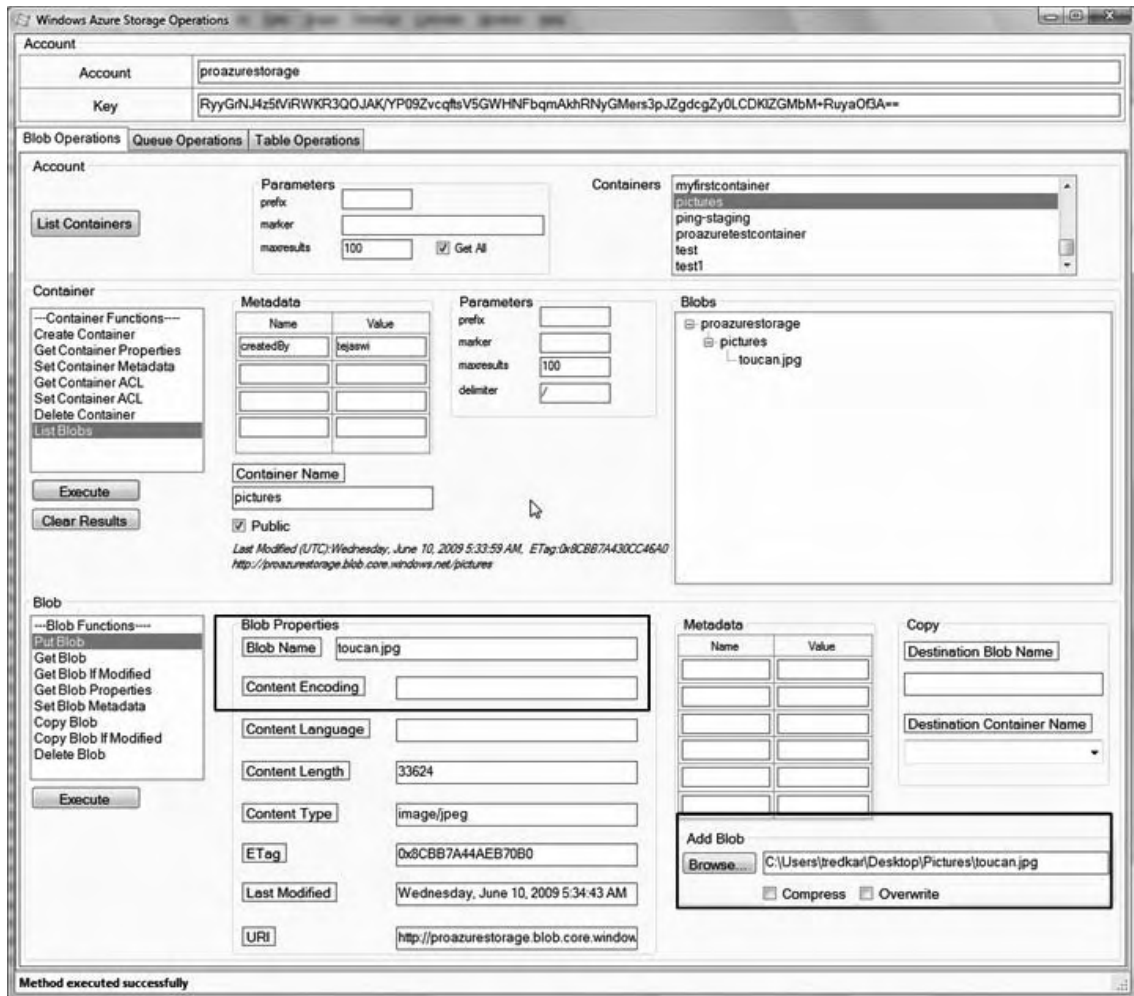 Windows Azure Storage Operations
Account
Account proazurestorage
Blob Operations Queue Operations Table Operations
Key
Account
List Containers
Parameters
prefix
marker
maxresults 100 Get All
Containers
myfirstcontainer
pictures
ping-staging
proazuretestcontainer
test
test1
Container
---Container Functions----
Create Container
Get Container Properties
Set Container Metadata
Get Container ACL
Set Container ACL
Delete Container
List Blobs
Execute
Clear Results
Metadata
Name Value
createdBy tejaswi
Container Name
pictures
Public
Last Modified (UTC):Wednesday, June 10, 2009 5:33:59 AM, ETag:0x8CBB7A430CC46A0
http://proazurestorage.blob.core.windows.net/pictures
Parameters
prefix
marker
maxresults 100
delimiter /
Blobs
proazurestorage
pictures
toucan.jpg
Blob
---Blob Functions----
Put Blob
Get Blob
Get Blob If Modified
Get Blob Properties
Set Blob Metadata
Copy Blob
Copy Blob If Modified
Delete Blob
Execute
Blob Properties
Blob Name toucan.jpg
Content Encoding
Content Language
Content Length 33624
Content Type image/jpeg
ETag 0x8CBB7A44AEB70B0
Last Modified Wednesday, June 10, 2009 5:34:43 AM
URI http://proazurestorage.blob.core.window
Metadata
Name Value
Copy
Destination Blob Name
Destination Container Name
Add Blob
Browse... C:\Users\tredkar\Desktop\Pictures\toucan.jpg
Compress Overwrite
Method executed successfully